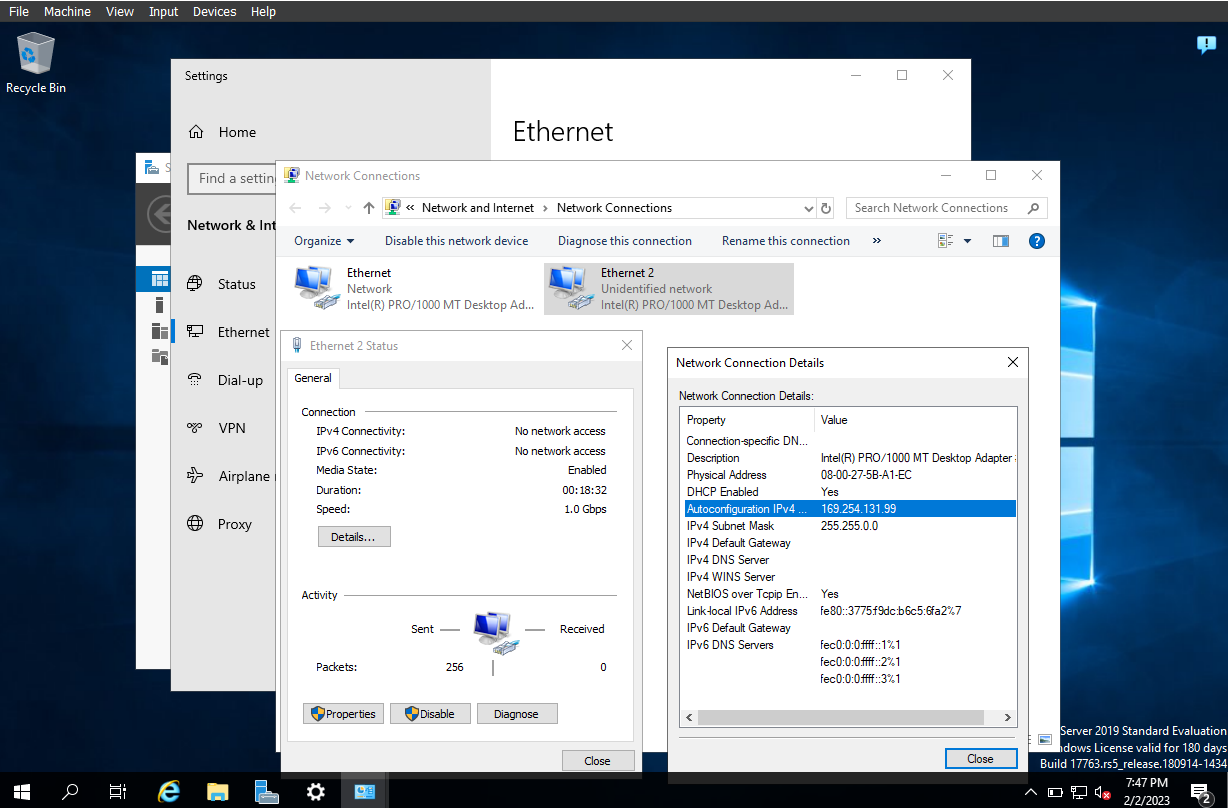 File Machine View Input Devices Help
Recycle Bin
Settings
Home
Ethernet
Find a settin
Network & Int
Status
Ethernet
Dial-up
VPN
Airplane
Proxy
Network Connections
« Network and Internet › Network Connections
Search Network Connections
Organize Disable this network device Diagnose this connection Rename this connection »
Ethernet
Network
Intel(R) PRO/1000 MT Desktop Ad...
Ethernet 2
Unidentified network
Intel(R) PRO/1000 MT Desktop Ad...
Ethernet 2 Status
General
Connection
IPv4 Connectivity: No network access
IPv6 Connectivity: No network access
Media State: Enabled
Duration: 00:18:32
Speed: 1.0 Gbps
Details...
Activity
Sent Received
Packets: 256 0
Properties Disable Diagnose
Close
Network Connection Details
Network Connection Details:
Property Value
Connection-specific DN...
Description Intel(R) PRO/1000 MT Desktop Adapter
Physical Address 08-00-27-5B-A1-EC
DHCP Enabled Yes
Autoconfiguration IPv4 ... 169.254.131.99
IPv4 Subnet Mask 255.255.0.0
IPv4 Default Gateway
IPv4 DNS Server
IPv4 WINS Server
NetBIOS over Tcpip En... Yes
Link-local IPv6 Address fe80::3775:f9dc:b6c5:6fa2%7
IPv6 Default Gateway
IPv6 DNS Servers fec0:0:0:ffff::1%1
fec0:0:0:ffff::2%1
fec0:0:0:ffff::3%1
Close
Server 2019 Standard Evaluation
ndows License valid for 180 days
Build 17763.rs5_release.180914-1434
7:47 PM
2/2/2023
2